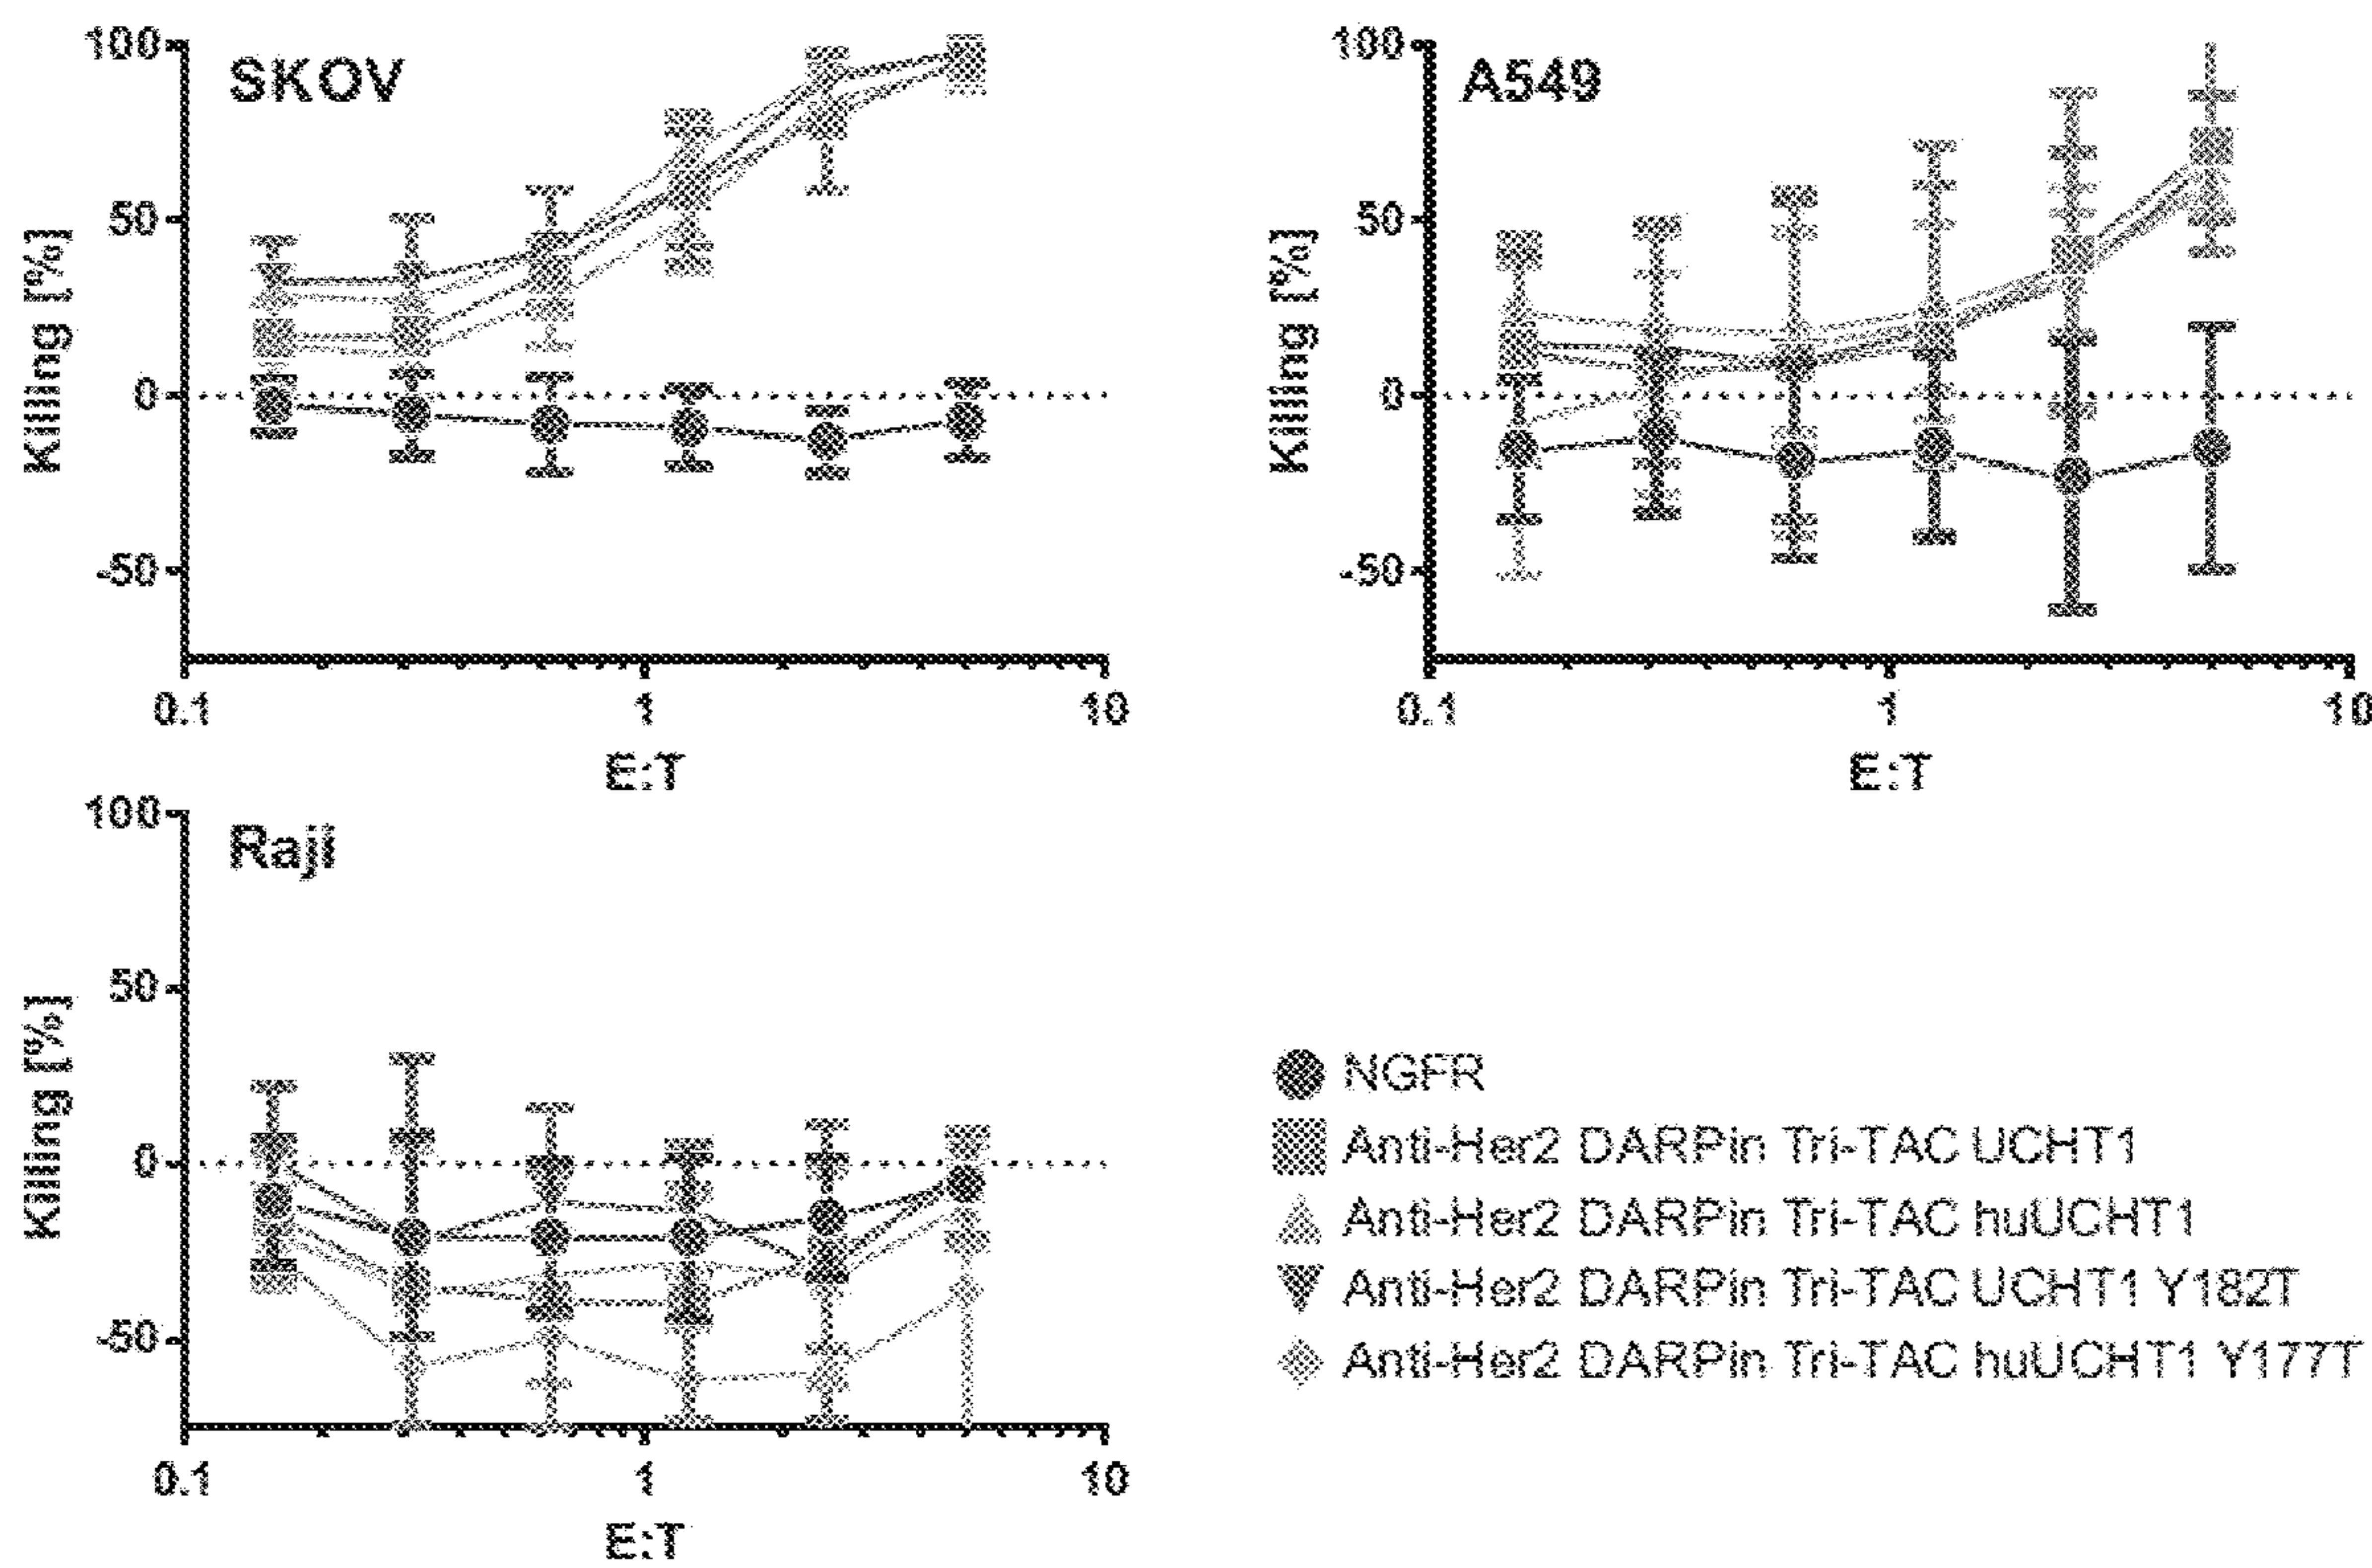 SKOV
Killing [%]
100
50
0
-50
0.1
1
10
E:T
A549
Killing [%]
100
50
0
-50
0.1
1
10
E:T
Raji
Killing [%]
100
50
0
-50
0.1
1
10
E:T
NGFR
Anti-Her2 DARPin Tri-TAC UCHT1
Anti-Her2 DARPin Tri-TAC huUCHT1
Anti-Her2 DARPin Tri-TAC UCHT1 Y182T
Anti-Her2 DARPin Tri-TAC huUCHT1 Y177T